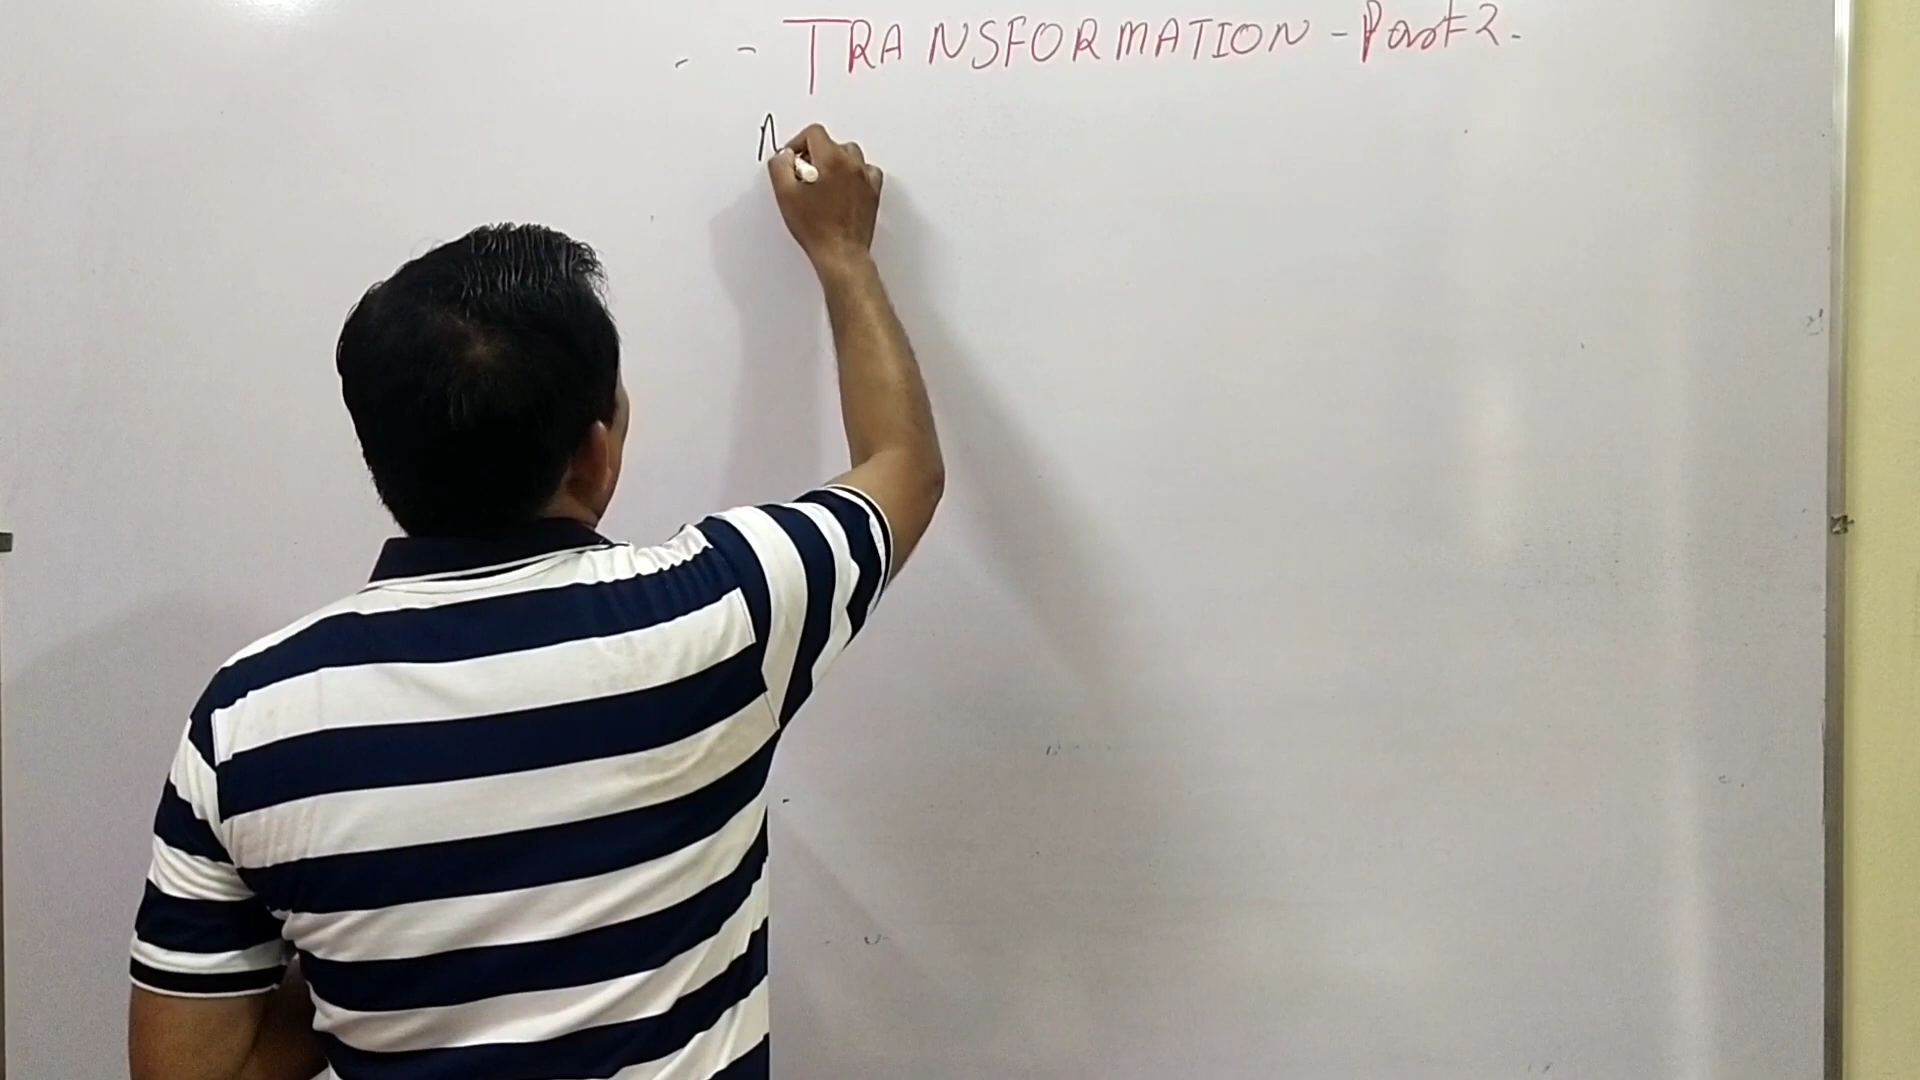 - - TRANSFORMATION - Part 2.